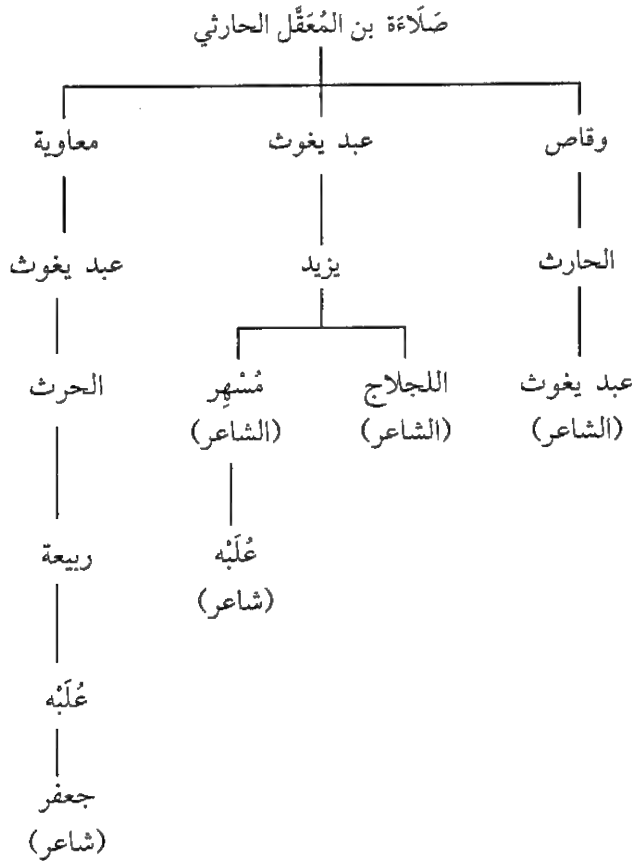 صَلَاءَة بن المُعَقَّل الحارثي
وقاص عبد يغوث معاوية
الحارث يزيد عبد يغوث
عبد يغوث اللجلاج مُسْهِر الحرث
(الشاعر) (الشاعر) (الشاعر)
عُلَبْه ربيعة
(شاعر)
عُلَبْه
جعفر
(شاعر)